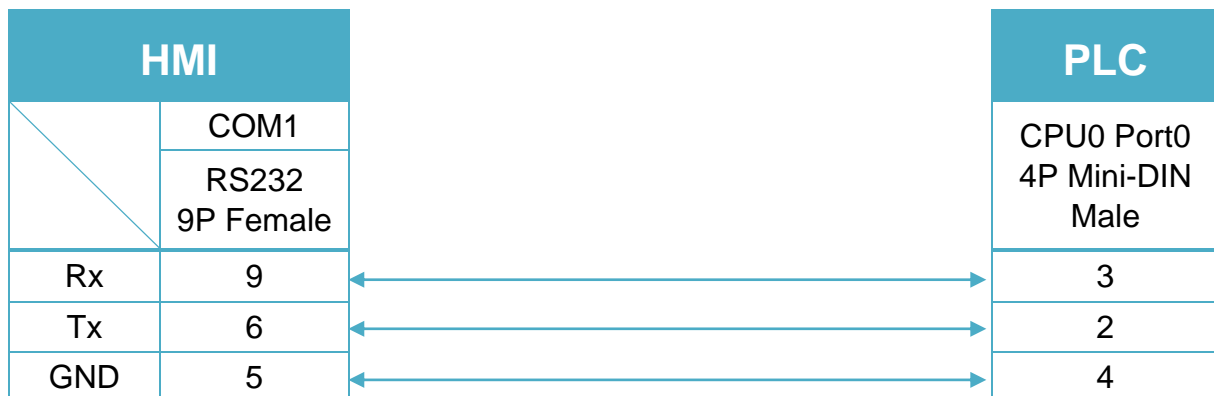 HMI
PLC
COM1
CPU0 Port0
4P Mini-DIN
Male
RS232
9P Female
Rx 9 3
Tx 6 2
GND 5 4